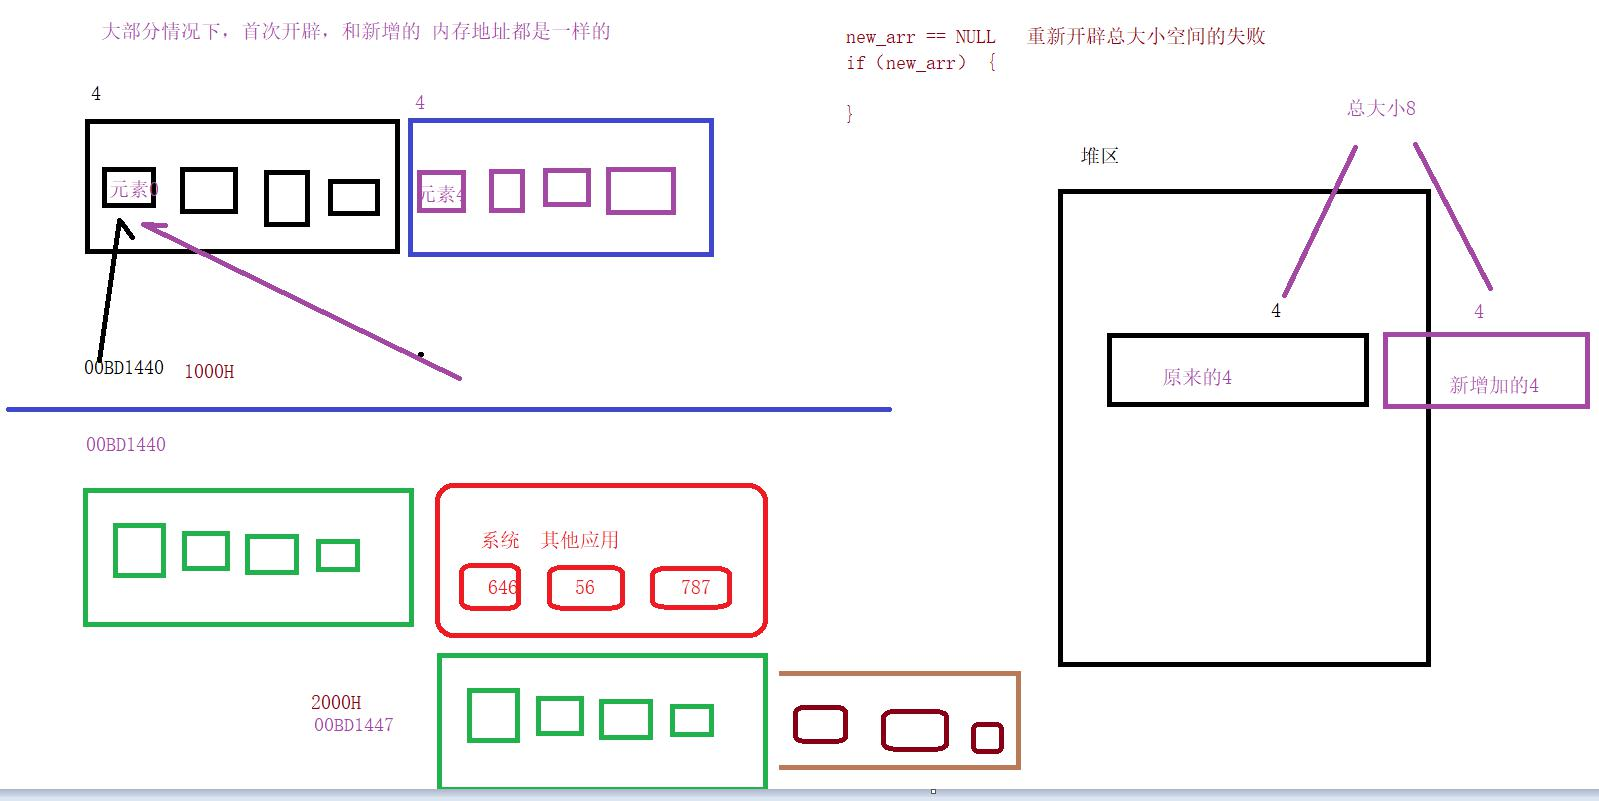 大部分情况下，首次开辟，和新增的 内存地址都是一样的
4
4
元素0
元素4
00BD1440
1000H
00BD1440
系统 其他应用
646
56
787
2000H
00BD1447
new_arr == NULL 重新开辟总大小空间的失败
if（new_arr） {
}
总大小8
堆区
4
4
原来的4
新增加的4